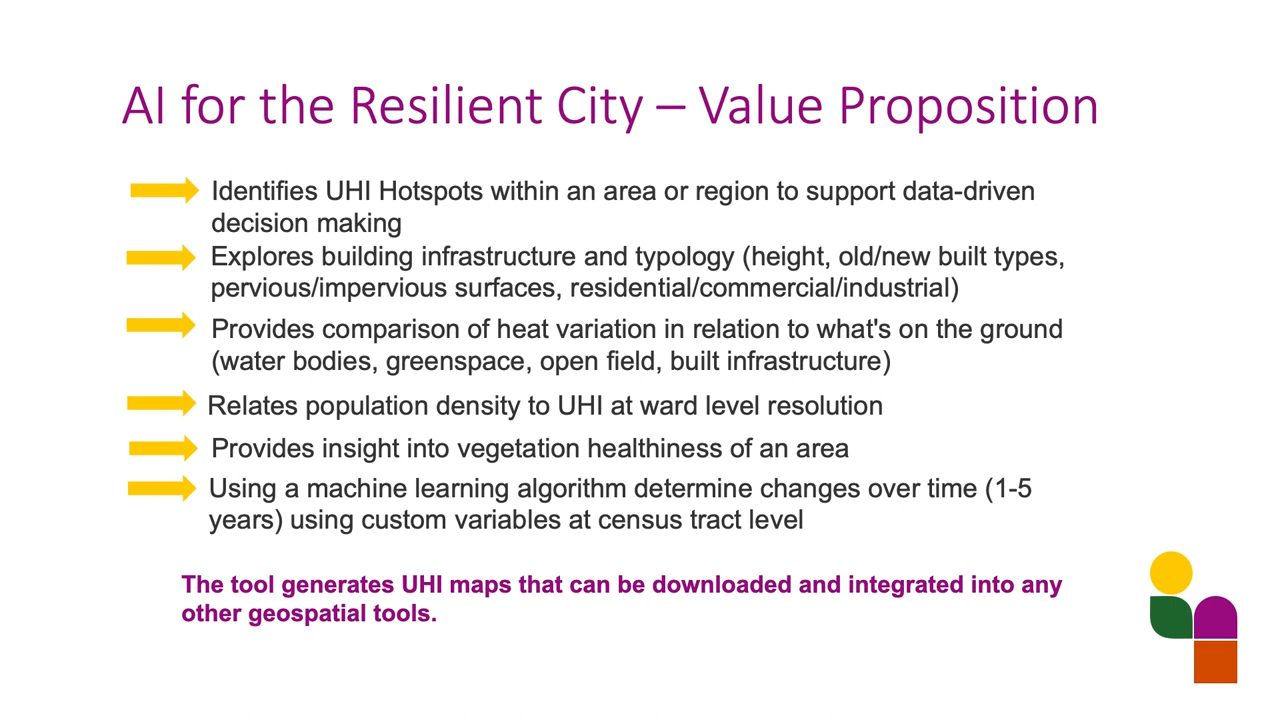 AI for the Resilient City – Value Proposition
Identifies UHI Hotspots within an area or region to support data-driven
decision making
Explores building infrastructure and typology (height, old/new built types,
pervious/impervious surfaces, residential/commercial/industrial)
Provides comparison of heat variation in relation to what's on the ground
(water bodies, greenspace, open field, built infrastructure)
Relates population density to UHI at ward level resolution
Provides insight into vegetation healthiness of an area
Using a machine learning algorithm determine changes over time (1-5
years) using custom variables at census tract level
The tool generates UHI maps that can be downloaded and integrated into any
other geospatial tools.